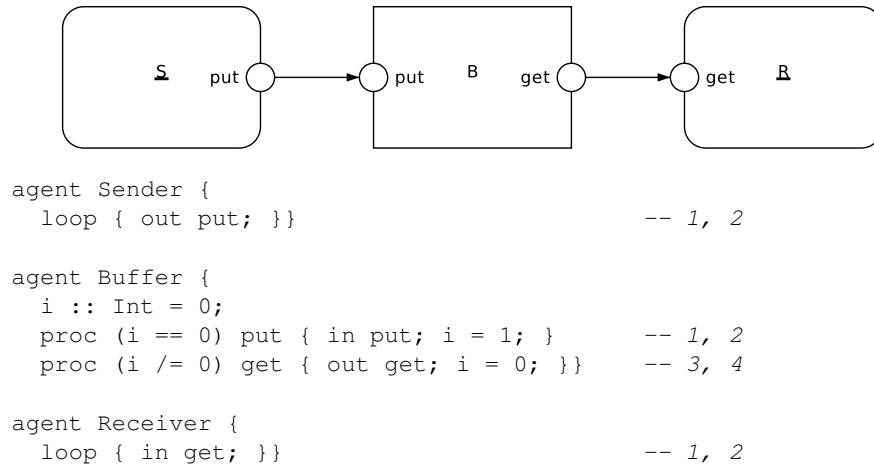 S put put B get get R
agent Sender {
  loop { out put; }} -- 1, 2
agent Buffer {
  i :: Int = 0;
  proc (i == 0) put { in put; i = 1; } -- 1, 2
  proc (i /= 0) get { out get; i = 0; }} -- 3, 4
agent Receiver {
  loop { in get; }} -- 1, 2